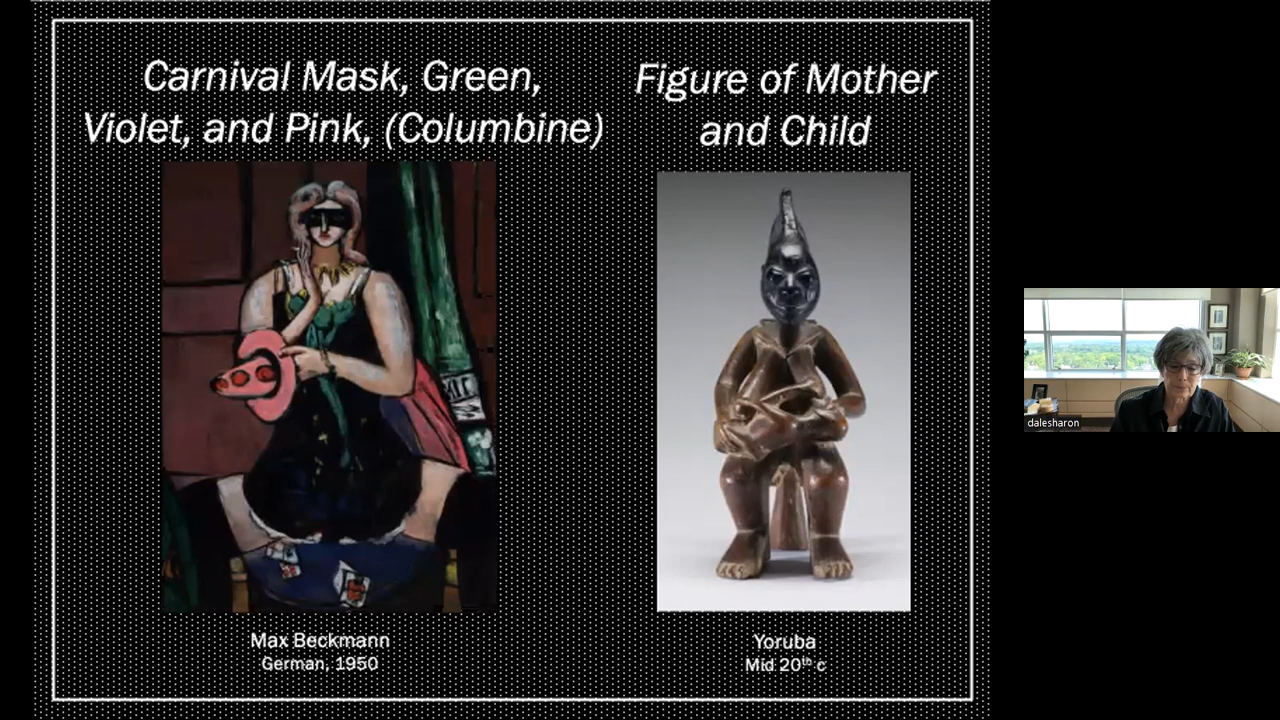 Carnival Mask, Green,
Violet, and Pink, (Columbine)
Figure of Mother
and Child
Max Beckmann
German, 1950
Yoruba
Mid 20th c
dalesharon